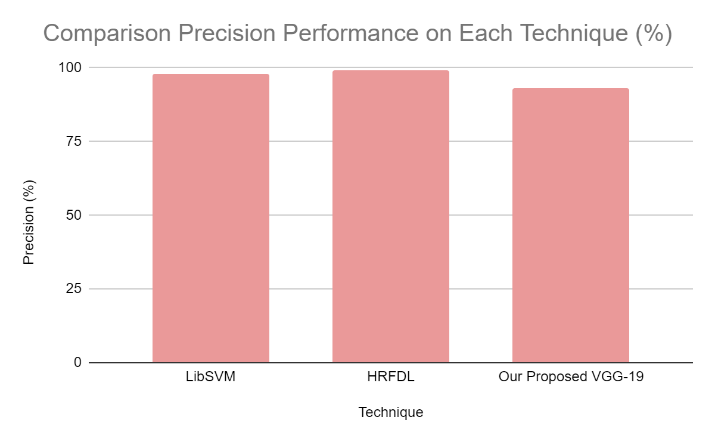 Comparison Precision Performance on Each Technique (%)
100
75
50
25
0
Precision (%)
LibSVM
HRFDL
Our Proposed VGG-19
Technique